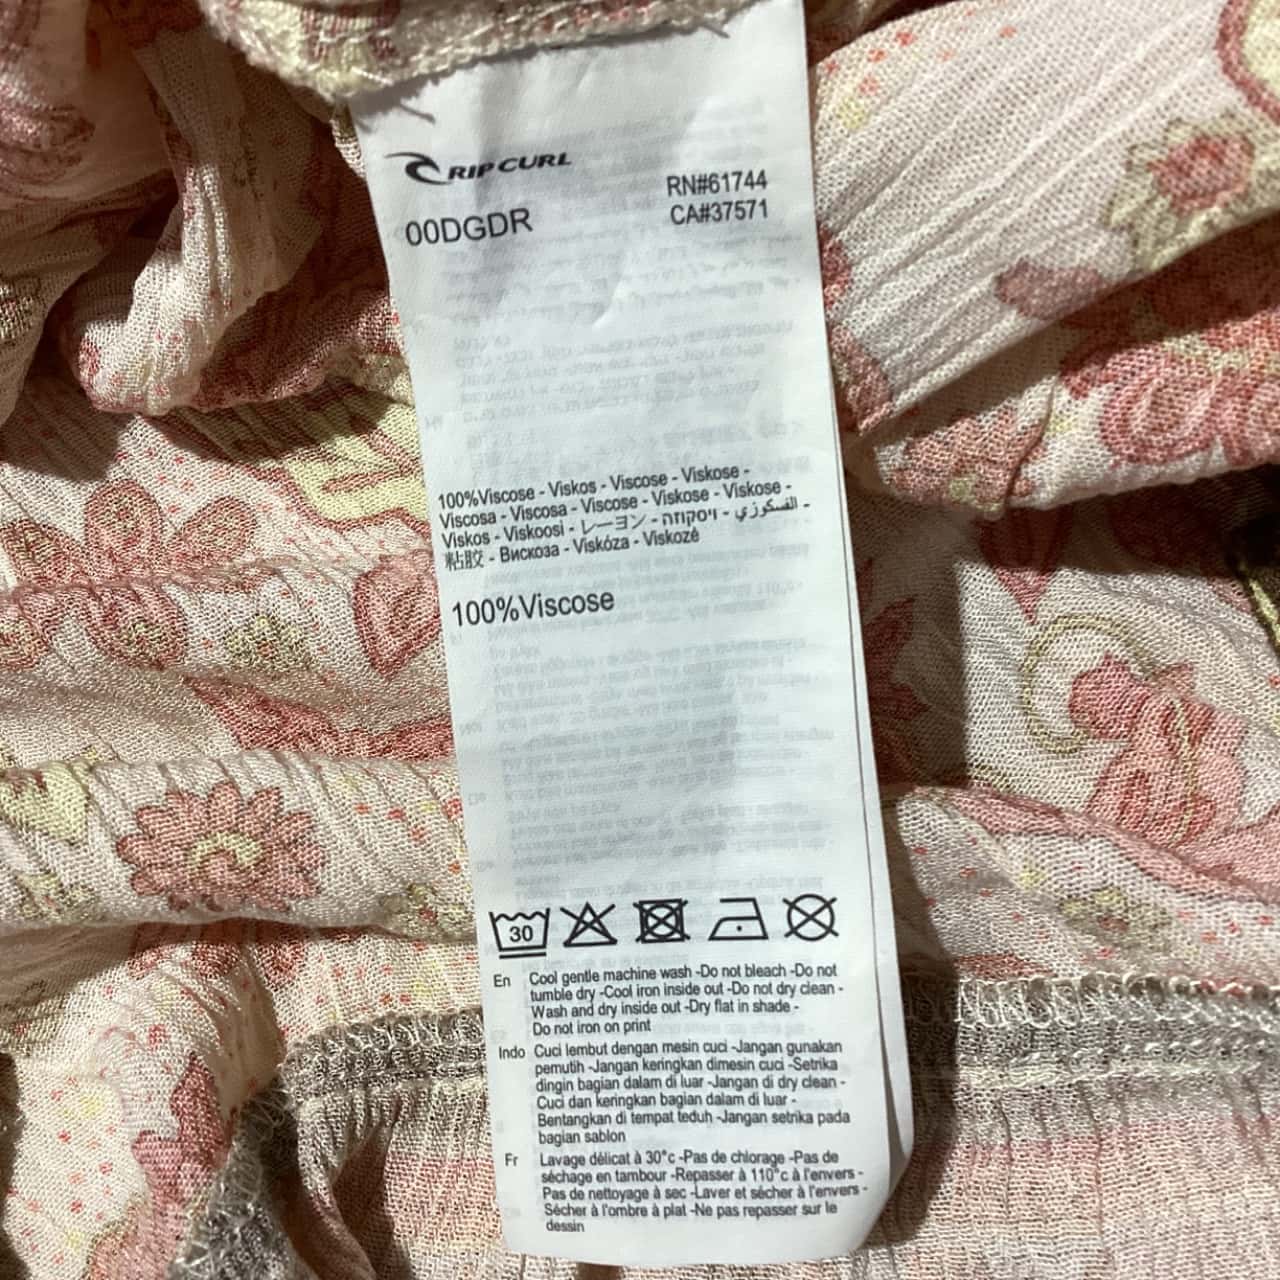 RIP CURL
00DGDR
RN#61744
CA#37571
100%Viscose - Viskos - Viscose - Viskose -
Viscosa - Viscosa - Viscose - Viskose - Viskose -
Viskos - Viskoosi - レーヨン - ויסקוזה - الفسكوزي -
粘胶 - Вискоза - Viskóza - Viskozė
100%Viscose
30
En Cool gentle machine wash -Do not bleach -Do not
tumble dry -Cool iron inside out -Do not dry clean -
Wash and dry inside out -Dry flat in shade -
Do not iron on print
Indo Cuci lembut dengan mesin cuci -Jangan gunakan
pemutih -Jangan keringkan dimesin cuci -Setrika
dingin bagian dalam di luar -Jangan di dry clean -
Cuci dan keringkan bagian dalam di luar -
Bentangkan di tempat teduh -Jangan setrika pada
bagian sablon
Fr Lavage délicat à 30°c -Pas de chlorage -Pas de
séchage en tambour -Repasser à 110°c à l'envers -
Pas de nettoyage à sec -Laver et sécher à l'envers -
Sécher à l'ombre à plat -Ne pas repasser sur le
dessin